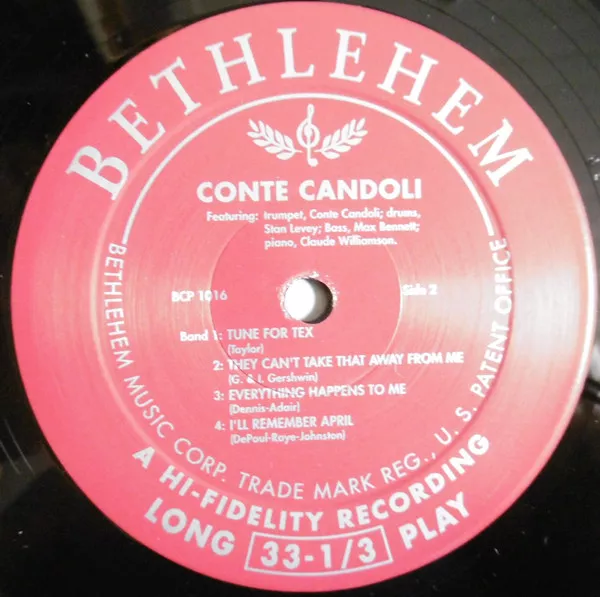 BETHLEHEM
CONTE CANDOLI
Featuring: trumpet, Conte Candoli; drums,
Stan Levey; Bass, Max Bennett;
piano, Claude Williamson.
BCP 1016
Side 2
Band 1: TUNE FOR TEX
(Taylor)
2: THEY CAN'T TAKE THAT AWAY FROM ME
(G. & I. Gershwin)
3: EVERYTHING HAPPENS TO ME
(Dennis-Adair)
4: I'LL REMEMBER APRIL
(DePaul-Raye-Johnston)
BETHLEHEM MUSIC CORP. TRADE MARK REG., U. S. PATENT OFFICE
A HI-FIDELITY RECORDING
LONG 33-1/3 PLAY